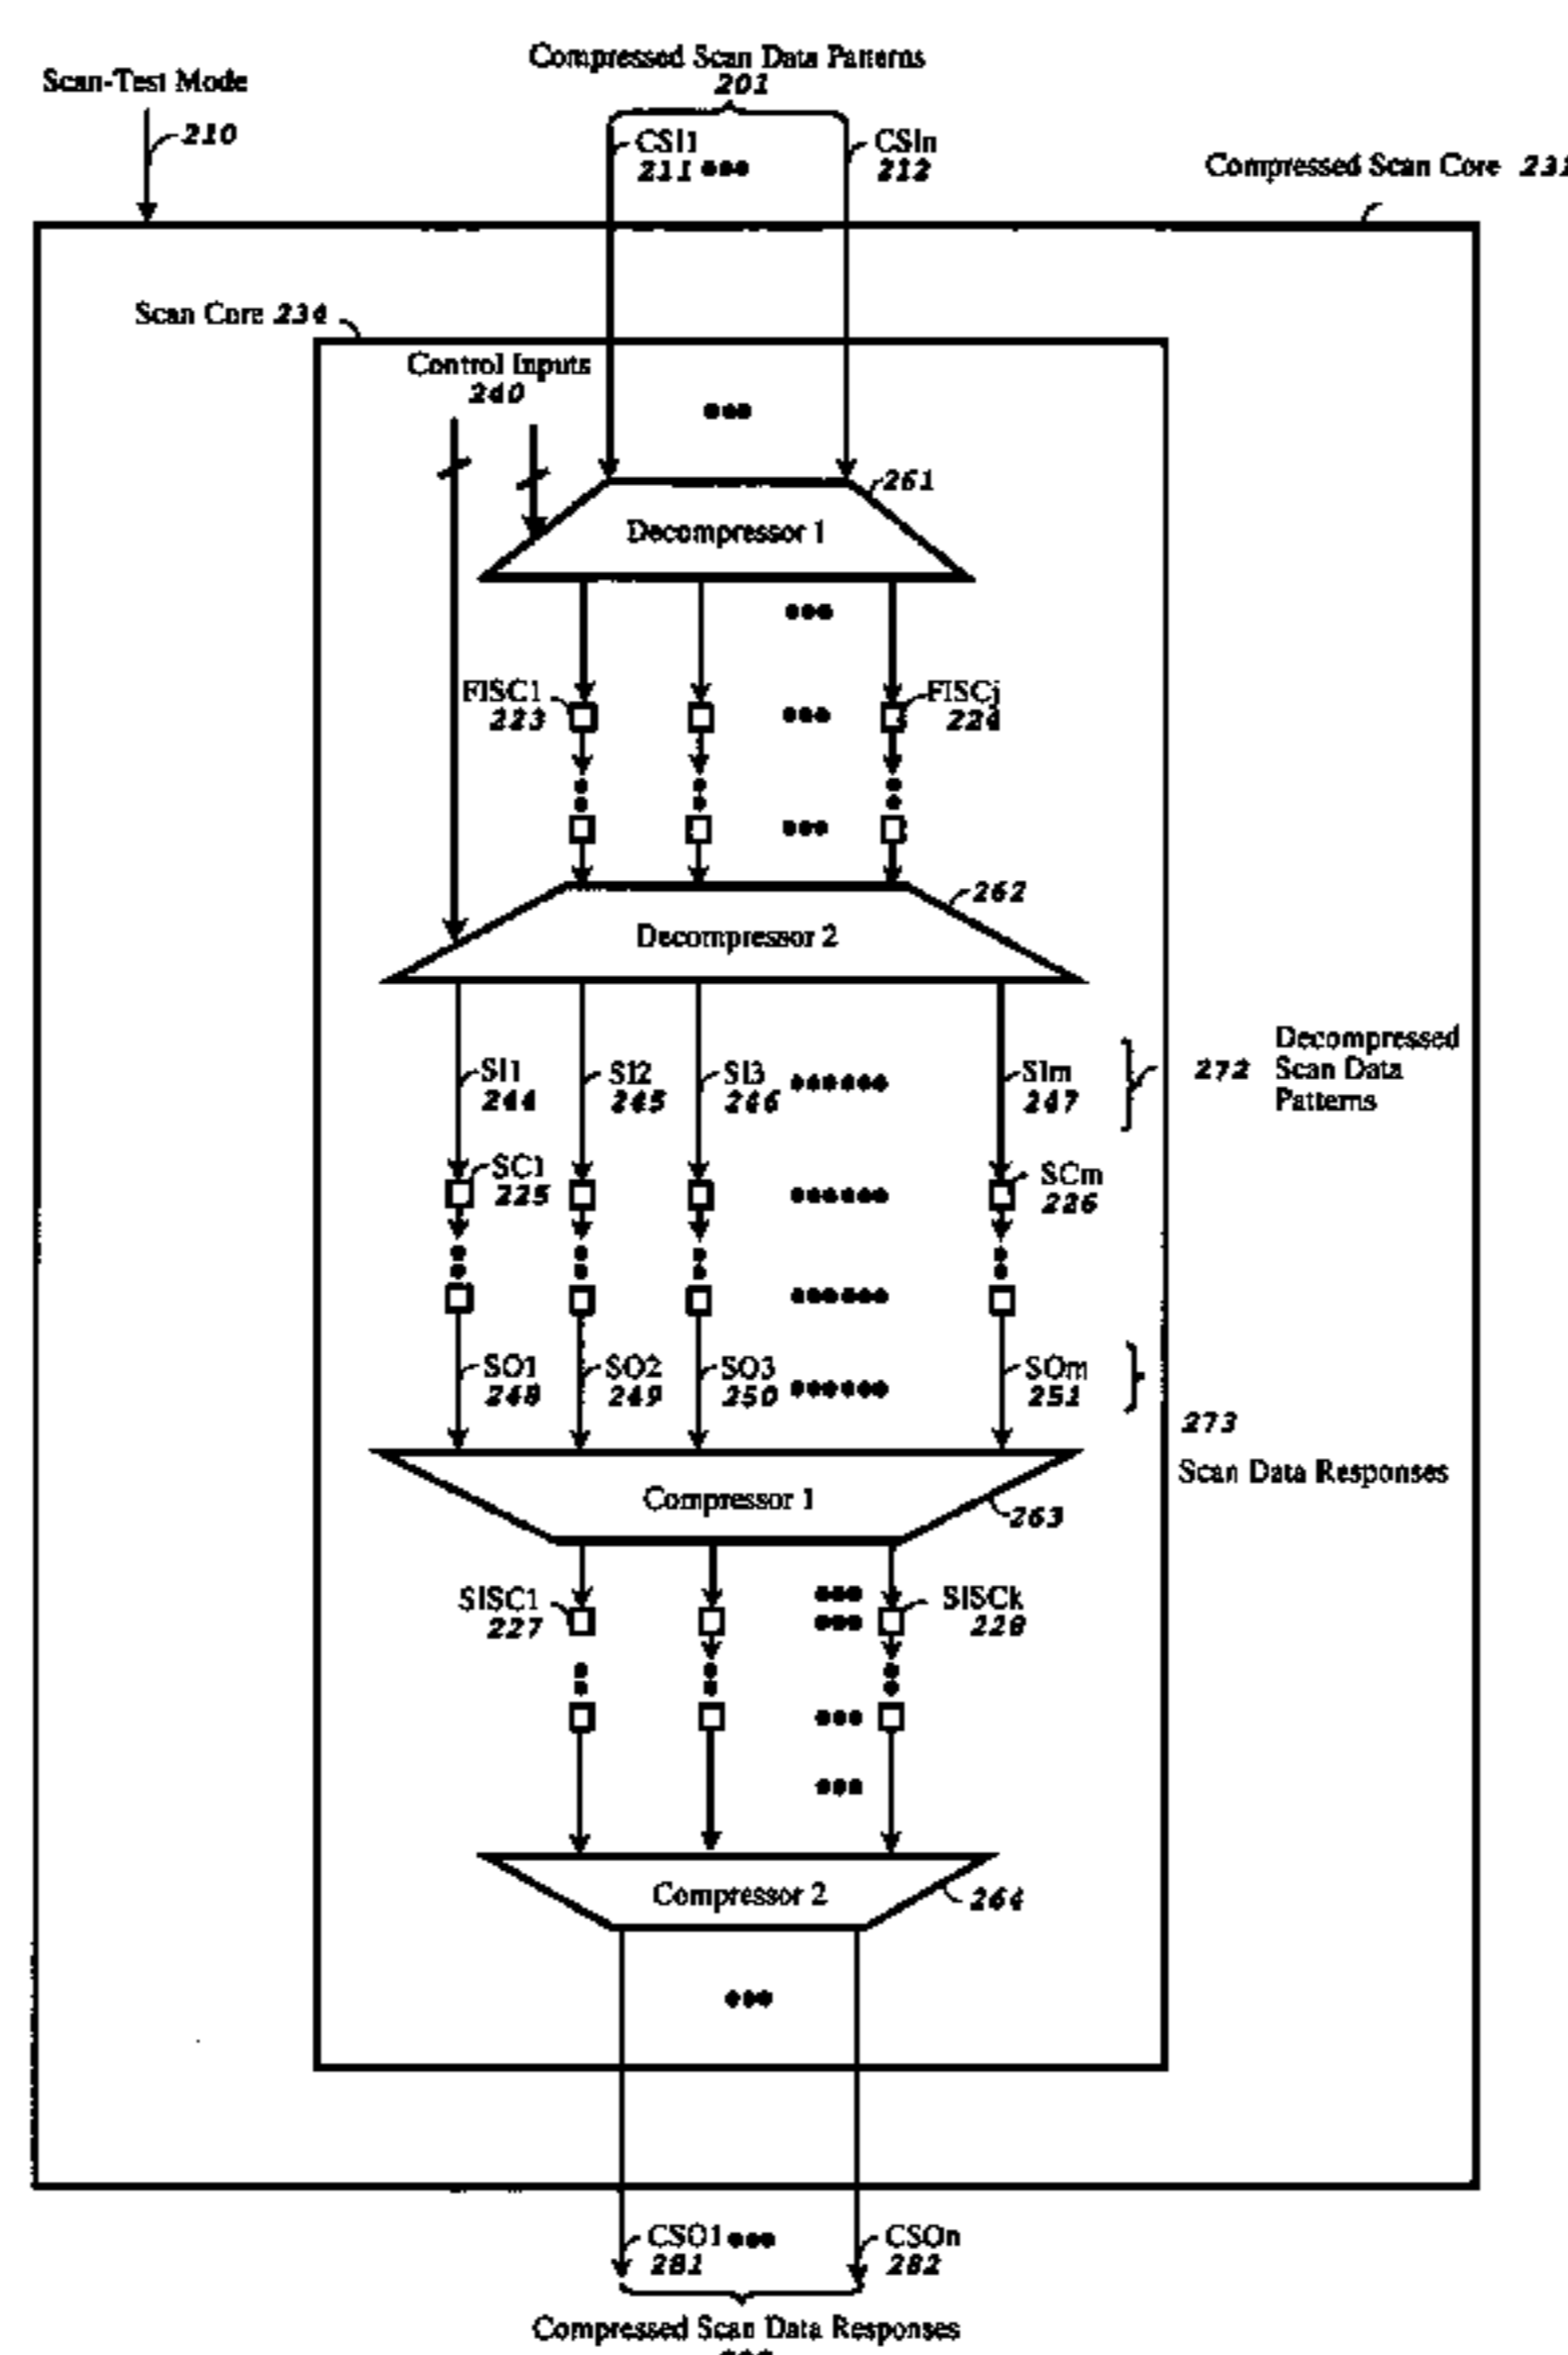 Compressed Scan Data Patterns
201
Scan-Test Mode
210
CSI1
211
CSIn
212
Compressed Scan Core
Scan Core 234
Control Inputs
240
261
Decompressor 1
FISC1
223
FISCj
224
262
Decompressor 2
SI1
244
SI2
245
SI3
246
SIm
247
272
Decompressed
Scan Data
Patterns
SC1
225
SCm
226
SO1
248
SO2
249
SO3
250
SOm
251
273
Scan Data Responses
Compressor 1
263
SISC1
227
SISCk
228
Compressor 2
264
CSO1
281
CSOn
282
Compressed Scan Data Responses